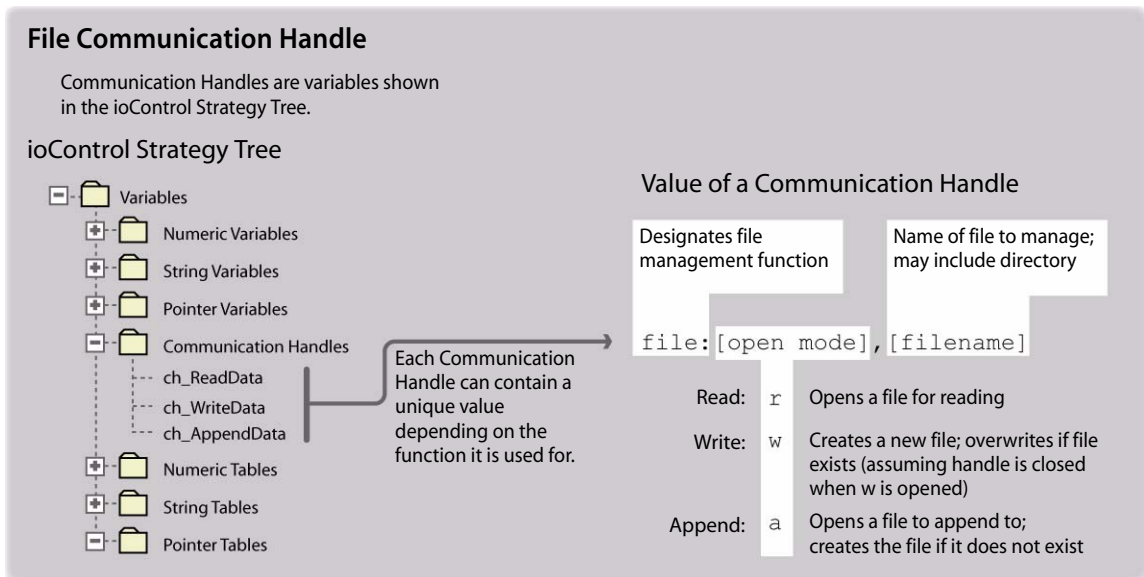 File Communication Handle
Communication Handles are variables shown
in the ioControl Strategy Tree.
ioControl Strategy Tree
Variables
Numeric Variables
String Variables
Pointer Variables
Communication Handles
ch_ReadData
ch_WriteData
ch_AppendData
Numeric Tables
String Tables
Pointer Tables
Each Communication
Handle can contain a
unique value
depending on the
function it is used for.
Value of a Communication Handle
Designates file
management function
Name of file to manage;
may include directory
file:[open mode],[filename]
Read: r Opens a file for reading
Write: w Creates a new file; overwrites if file
exists (assuming handle is closed
when w is opened)
Append: a Opens a file to append to;
creates the file if it does not exist